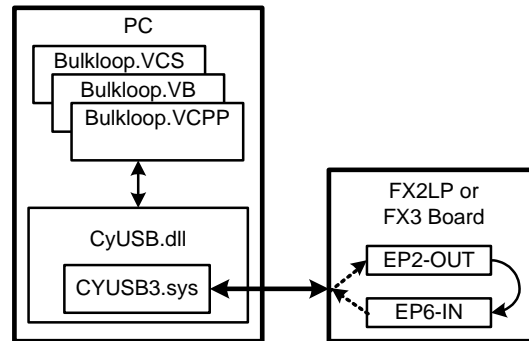 PC
Bulkloop.VCS
Bulkloop.VB
Bulkloop.VCPP
CyUSB.dll
CYUSB3.sys
FX2LP or
FX3 Board
EP2-OUT
EP6-IN